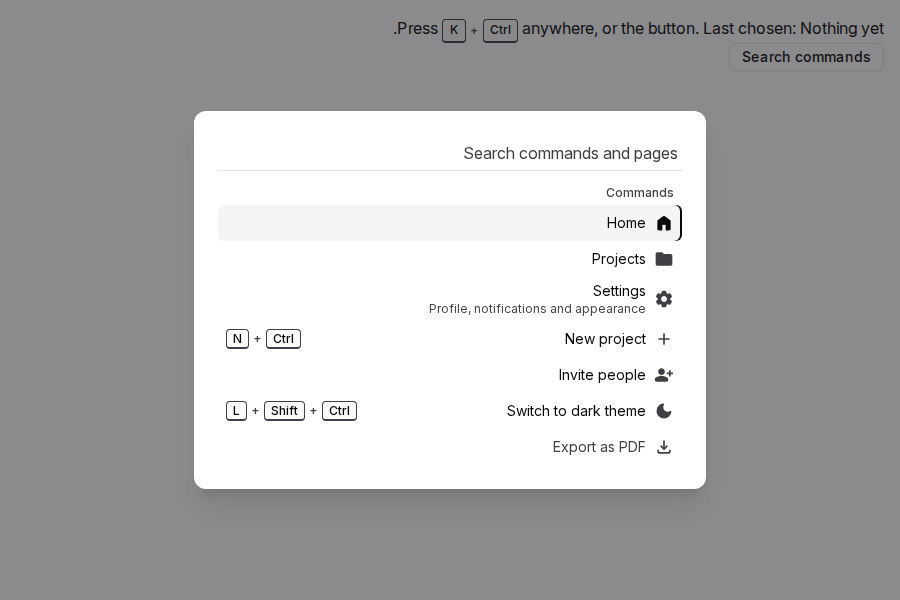 .Press K + Ctrl anywhere, or the button. Last chosen: Nothing yet
Search commands
Search commands and pages
Commands
Home
Projects
Settings
Profile, notifications and appearance
New project
N + Ctrl
Invite people
Switch to dark theme
L + Shift + Ctrl
Export as PDF